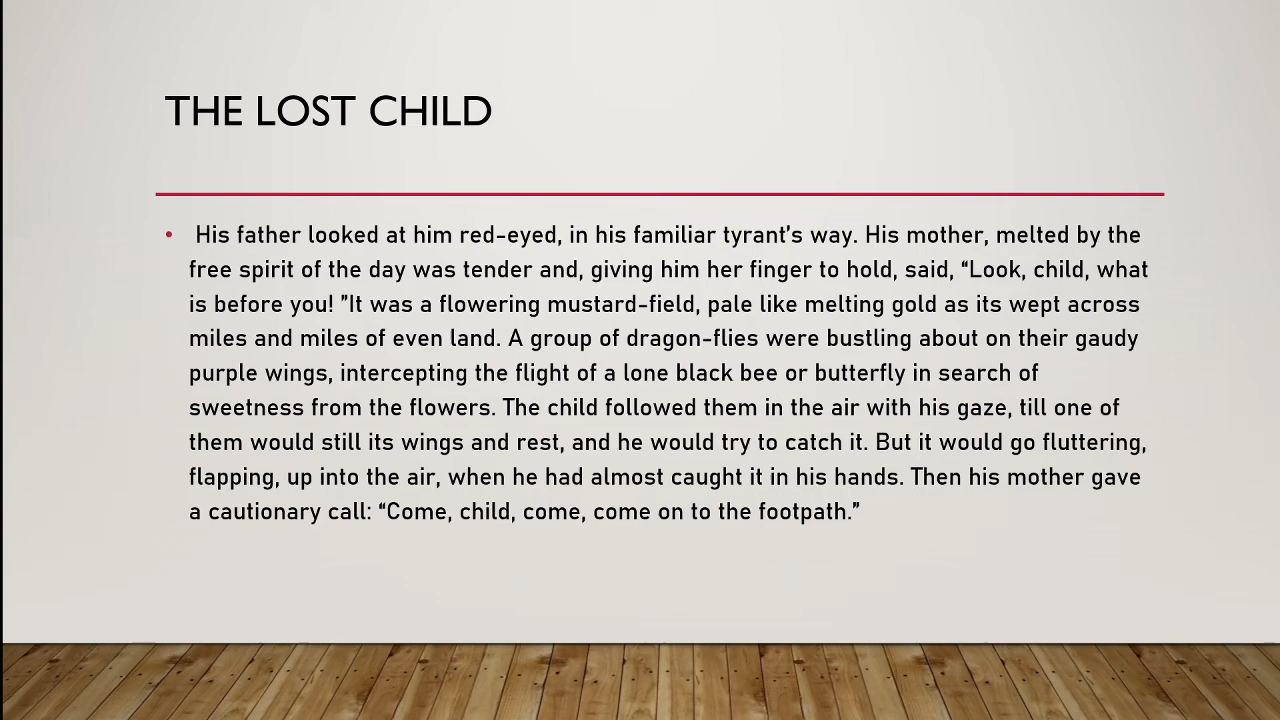 THE LOST CHILD
• His father looked at him red-eyed, in his familiar tyrant’s way. His mother, melted by the
free spirit of the day was tender and, giving him her finger to hold, said, “Look, child, what
is before you! ”It was a flowering mustard-field, pale like melting gold as its wept across
miles and miles of even land. A group of dragon-flies were bustling about on their gaudy
purple wings, intercepting the flight of a lone black bee or butterfly in search of
sweetness from the flowers. The child followed them in the air with his gaze, till one of
them would still its wings and rest, and he would try to catch it. But it would go fluttering,
flapping, up into the air, when he had almost caught it in his hands. Then his mother gave
a cautionary call: “Come, child, come, come on to the footpath.”